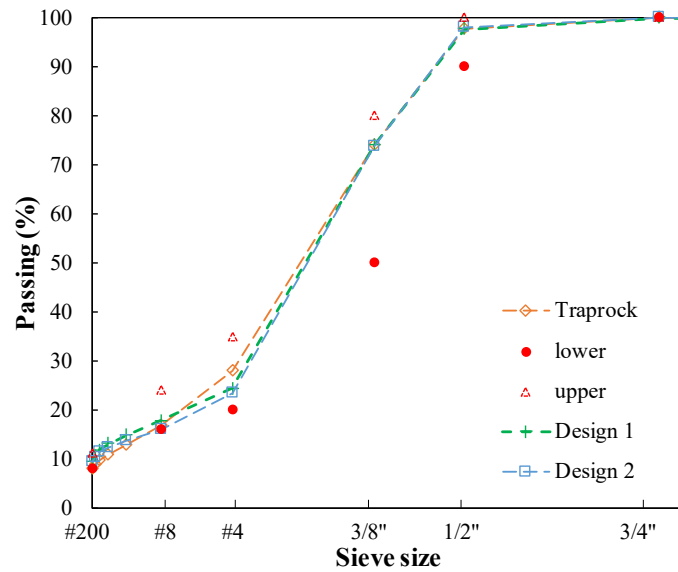 100
90
80
70
60
50
40
30
20
10
0
Passing (%)
Traprock
lower
upper
Design 1
Design 2
#200 #8 #4 3/8" 1/2" 3/4"
Sieve size